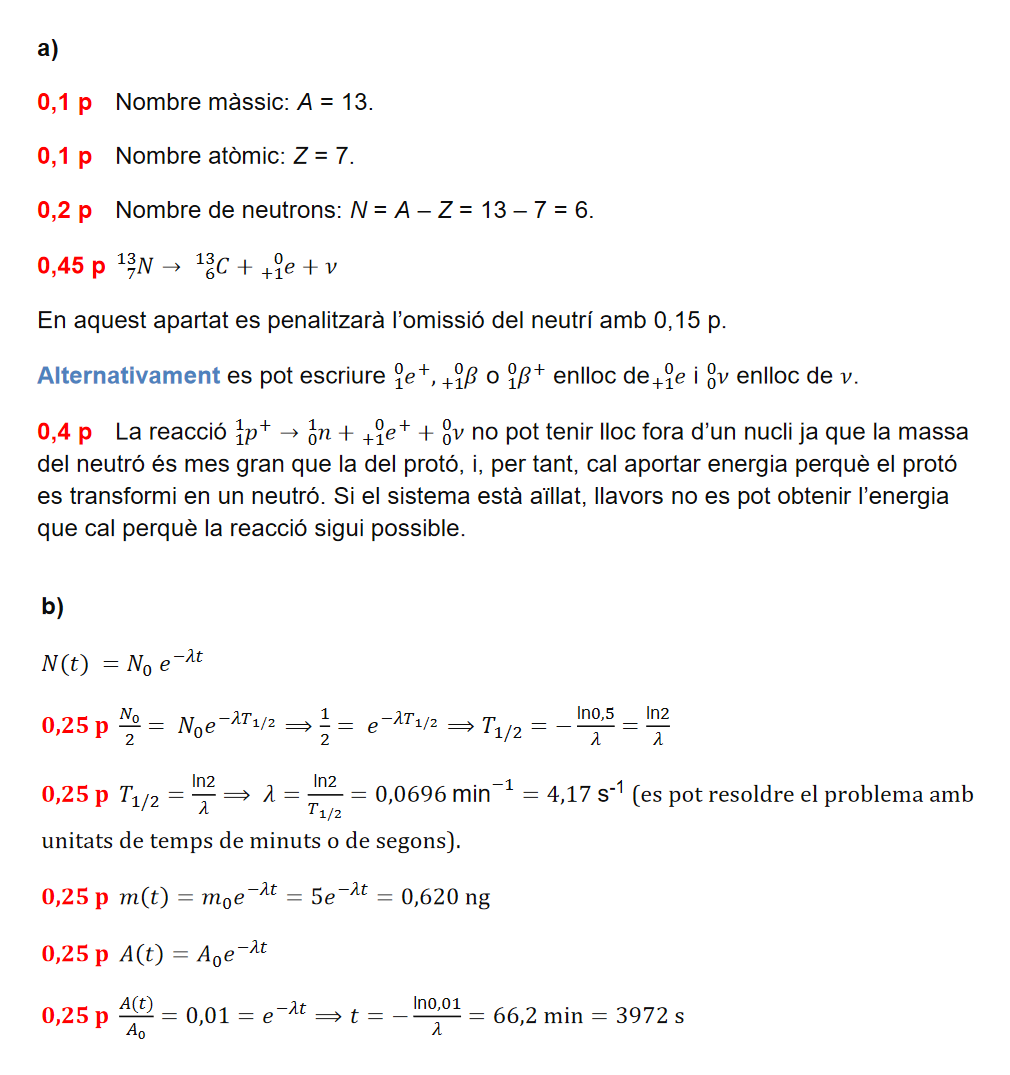 a)
0,1 p Nombre màssic: A = 13.
0,1 p Nombre atòmic: Z = 7.
0,2 p Nombre de neutrons: N = A – Z = 13 – 7 = 6.
0,45 p $^{13}_{7}N \rightarrow \, ^{13}_{6}C + \, ^{0}_{+1}e + \nu$
En aquest apartat es penalitzarà l’omissió del neutrí amb 0,15 p.
Alternativament es pot escriure $^{0}_{1}e^{+}$, $^{0}_{+1}\beta$ o $^{0}_{1}\beta^{+}$ enlloc de $^{0}_{+1}e$ i $^{0}_{0}\nu$ enlloc de $\nu$.
0,4 p La reacció $^{1}_{1}p^{+} \rightarrow \, ^{1}_{0}n + \, ^{0}_{+1}e^{+} + \, ^{0}_{0}\nu$ no pot tenir lloc fora d’un nucli ja que la massa
del neutró és mes gran que la del protó, i, per tant, cal aportar energia perquè el protó
es transformi en un neutró. Si el sistema està aïllat, llavors no es pot obtenir l’energia
que cal perquè la reacció sigui possible.
b)
$N(t) = N_0 \, e^{-\lambda t}$
0,25 p $\frac{N_0}{2} = N_0 e^{-\lambda T_{1/2}} \Longrightarrow \frac{1}{2} = e^{-\lambda T_{1/2}} \Longrightarrow T_{1/2} = -\frac{\ln 0,5}{\lambda} = \frac{\ln 2}{\lambda}$
0,25 p $T_{1/2} = \frac{\ln 2}{\lambda} \Longrightarrow \lambda = \frac{\ln 2}{T_{1/2}} = 0,0696 \text{ min}^{-1} = 4,17 \text{ s}^{-1}$ (es pot resoldre el problema amb
unitats de temps de minuts o de segons).
0,25 p $m(t) = m_0 e^{-\lambda t} = 5e^{-\lambda t} = 0,620 \text{ ng}$
0,25 p $A(t) = A_0 e^{-\lambda t}$
0,25 p $\frac{A(t)}{A_0} = 0,01 = e^{-\lambda t} \Longrightarrow t = -\frac{\ln 0,01}{\lambda} = 66,2 \text{ min} = 3972 \text{ s}$